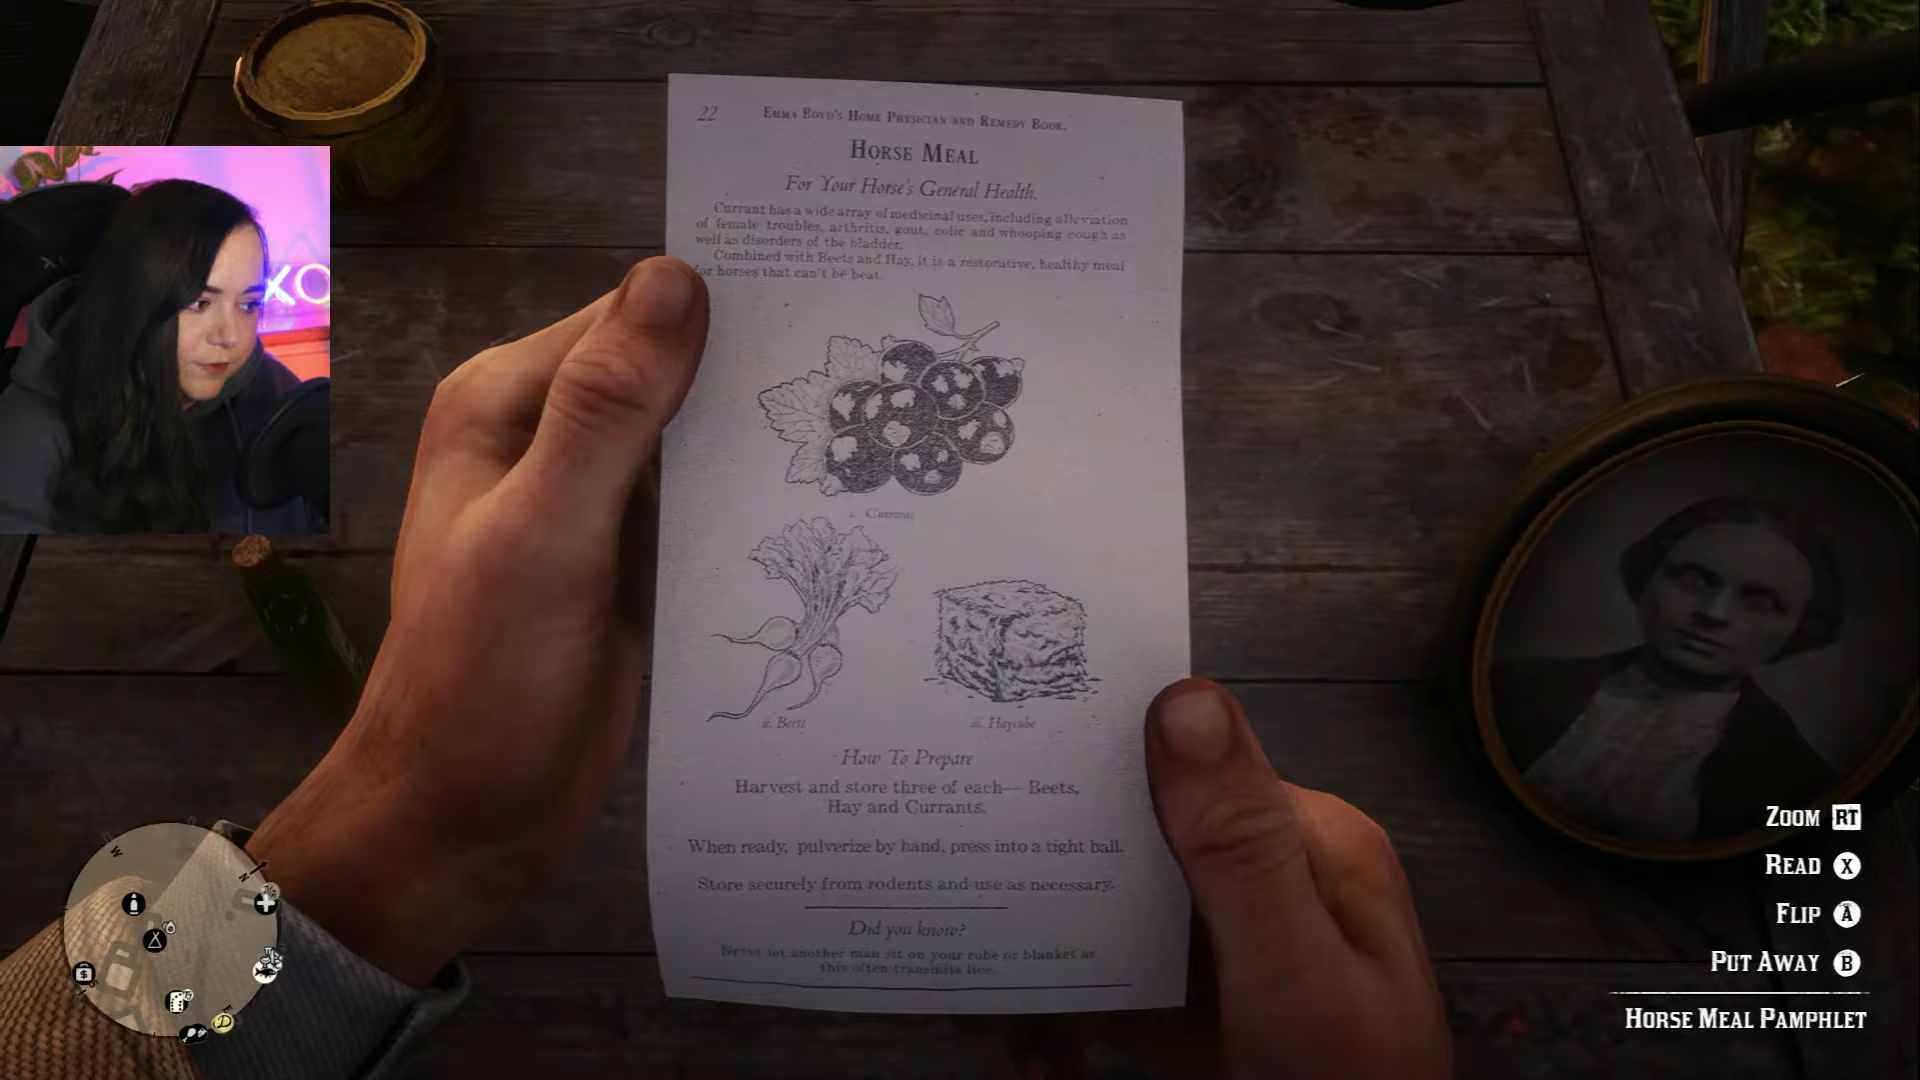 22
EMMA BOYD'S HOME PHYSICIAN AND REMEDY BOOK.
HORSE MEAL
For Your Horse's General Health.
Currant has a wide array of medicinal uses, including alleviation
of female troubles, arthritis, gout, colic and whooping cough as
well as disorders of the bladder.
Combined with Beets and Hay, it is a restorative, healthy meal
for horses that can't be beat
i. Currants
ii. Beets
iii. Haycube
How To Prepare
Harvest and store three of each— Beets,
Hay and Currants.
When ready, pulverize by hand, press into a tight ball.
Store securely from rodents and use as necessary.
Did you know?
Never let another man sit on your robe or blanket as
this often transmits lice.
XO
ZOOM RT
READ X
FLIP A
PUT AWAY B
HORSE MEAL PAMPHLET
W
N
E